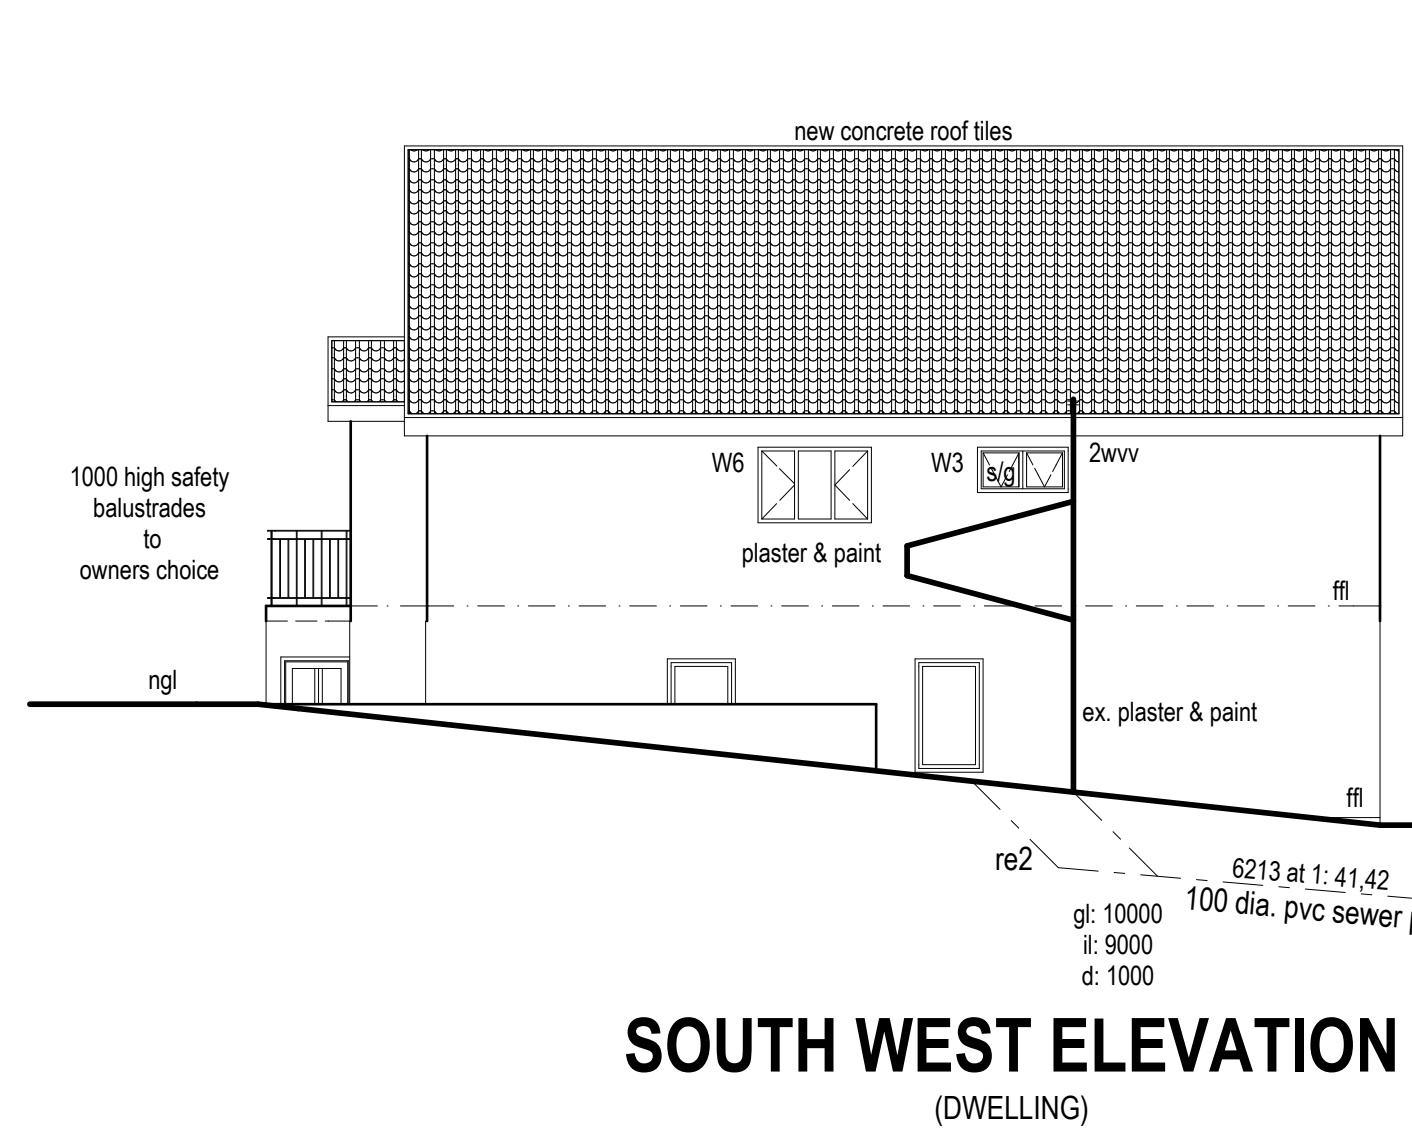 new concrete roof tiles
W6
W3
s/g
2wvv
1000 high safety
balustrades
to
owners choice
plaster & paint
ffl
ngl
ex. plaster & paint
ffl
re2
6213 at 1: 41,42
100 dia. pvc sewer
gl: 10000
il: 9000
d: 1000
SOUTH WEST ELEVATION
(DWELLING)